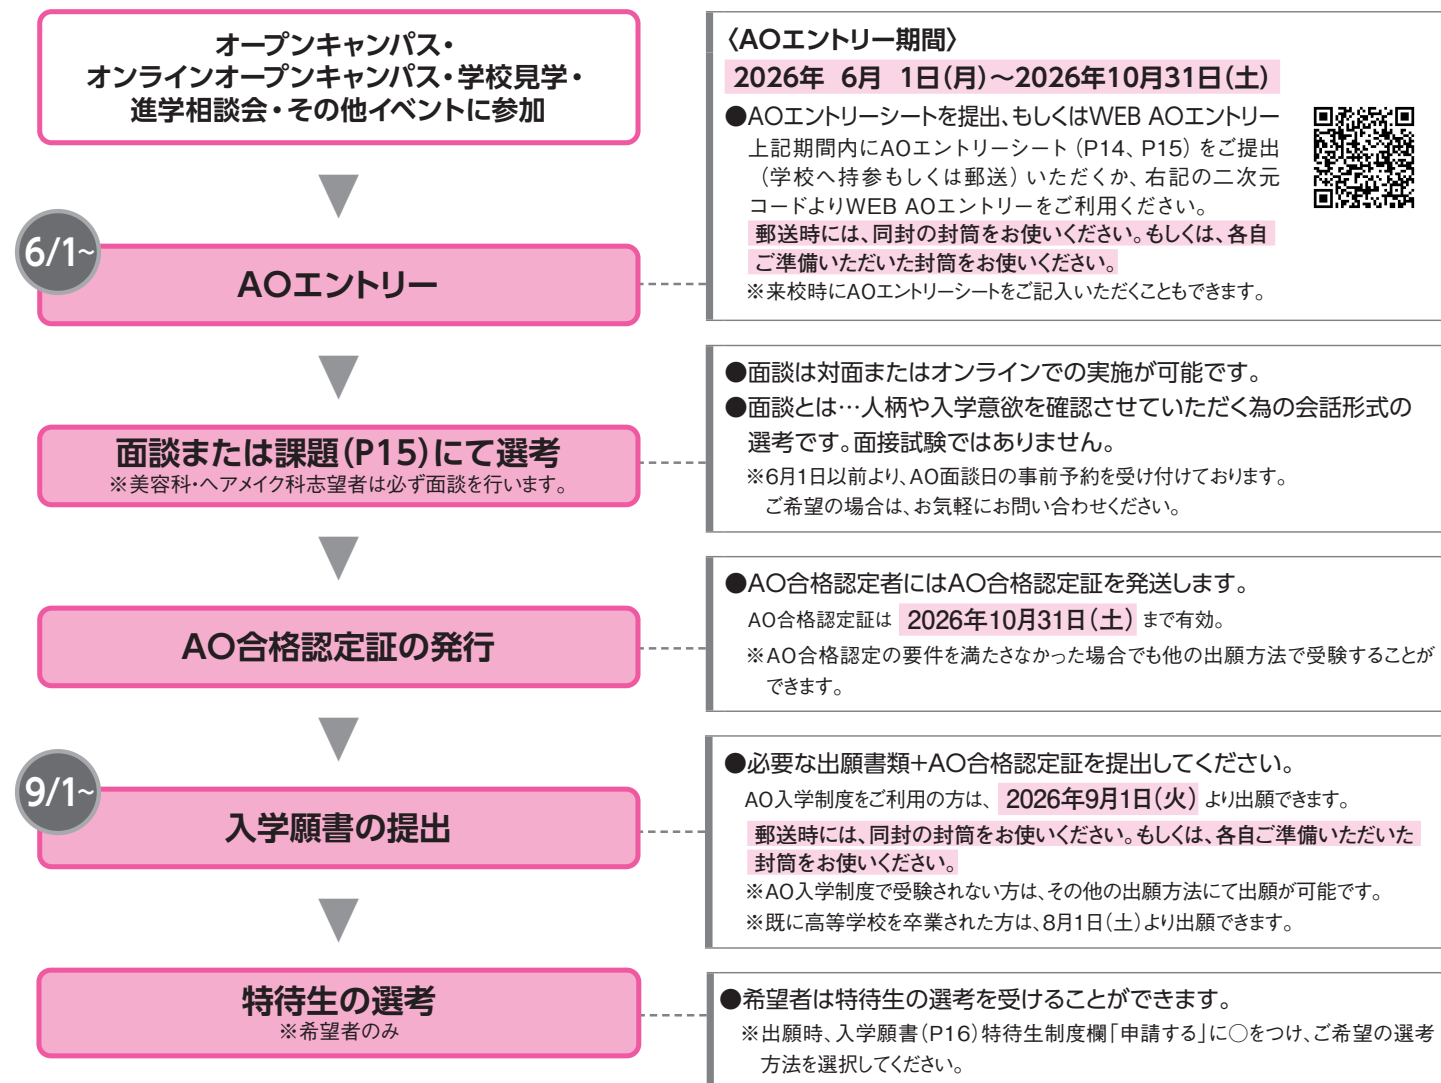 オープンキャンパス・
オンラインオープンキャンパス・学校見学・
進学相談会・その他イベントに参加
6/1~
AOエントリー
〈AOエントリー期間〉
2026年 6月 1日(月)～2026年10月31日(土)
●AOエントリーシートを提出、もしくはWEB AOエントリー
上記期間内にAOエントリーシート(P14、P15)をご提出
(学校へ持参もしくは郵送)いただくか、右記の二次元
コードよりWEB AOエントリーをご利用ください。
郵送時には、同封の封筒をお使いください。もしくは、各自
ご準備いただいた封筒をお使いください。
※来校時にAOエントリーシートをご記入いただくこともできます。
面談または課題(P15)にて選考
※美容科・ヘアメイク科志望者は必ず面談を行います。
●面談は対面またはオンラインでの実施が可能です。
●面談とは…人柄や入学意欲を確認させていただく為の会話形式の
選考です。面接試験ではありません。
※6月1日以前より、AO面談日の事前予約を受け付けております。
ご希望の場合は、お気軽にお問い合わせください。
AO合格認定証の発行
●AO合格認定者にはAO合格認定証を発送します。
AO合格認定証は 2026年10月31日(土) まで有効。
※AO合格認定の要件を満たさなかった場合でも他の出願方法で受験することが
できます。
9/1~
入学願書の提出
●必要な出願書類+AO合格認定証を提出してください。
AO入学制度をご利用の方は、 2026年9月1日(火) より出願できます。
郵送時には、同封の封筒をお使いください。もしくは、各自ご準備いただいた
封筒をお使いください。
※AO入学制度で受験されない方は、その他の出願方法にて出願が可能です。
※既に高等学校を卒業された方は、8月1日(土)より出願できます。
特待生の選考
※希望者のみ
●希望者は特待生の選考を受けることができます。
※出願時、入学願書(P16)特待生制度欄「申請する」に○をつけ、ご希望の選考
方法を選択してください。